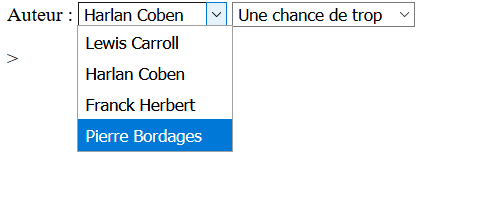 Auteur : Harlan Coben Une chance de trop
Lewis Carroll
>
Harlan Coben
Franck Herbert
Pierre Bordages